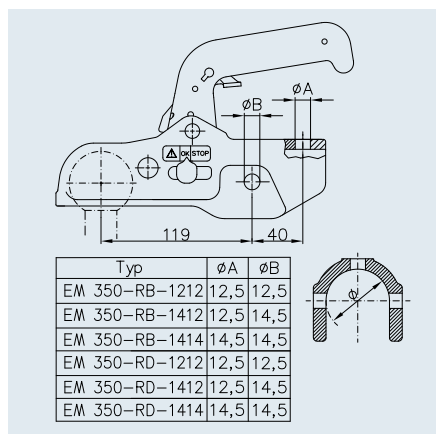 øA
øB
OK STOP
119 40
Typ øA øB
EM 350-RB-1212 12,5 12,5
EM 350-RB-1412 12,5 14,5
EM 350-RB-1414 14,5 14,5
EM 350-RD-1212 12,5 12,5
EM 350-RD-1412 12,5 14,5
EM 350-RD-1414 14,5 14,5
ø